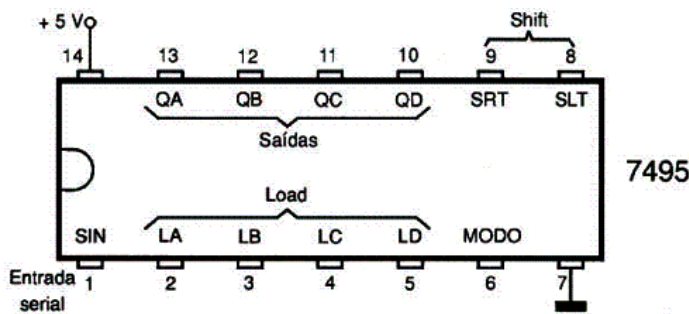 + 5 V
Shift
14 13 12 11 10 9 8
QA QB QC QD SRT SLT
Saídas
7495
Load
SIN LA LB LC LD MODO
Entrada serial
1 2 3 4 5 6 7